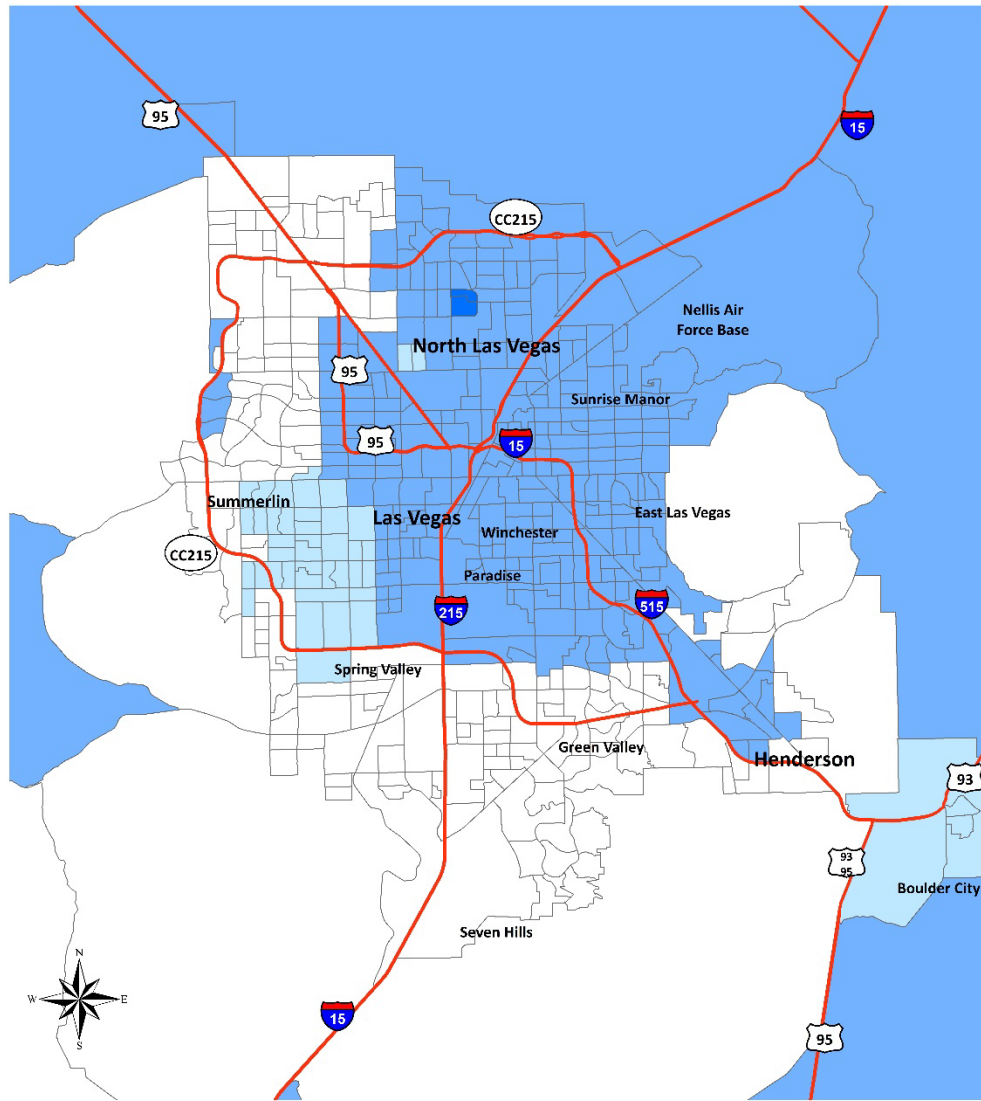 95
15
CC215
Nellis Air
Force Base
North Las Vegas
95
Sunrise Manor
95
15
Summerlin
Las Vegas
East Las Vegas
Winchester
CC215
Paradise
215
515
Spring Valley
Green Valley
Henderson
93
93
95
Boulder City
Seven Hills
N
W
E
S
15
95